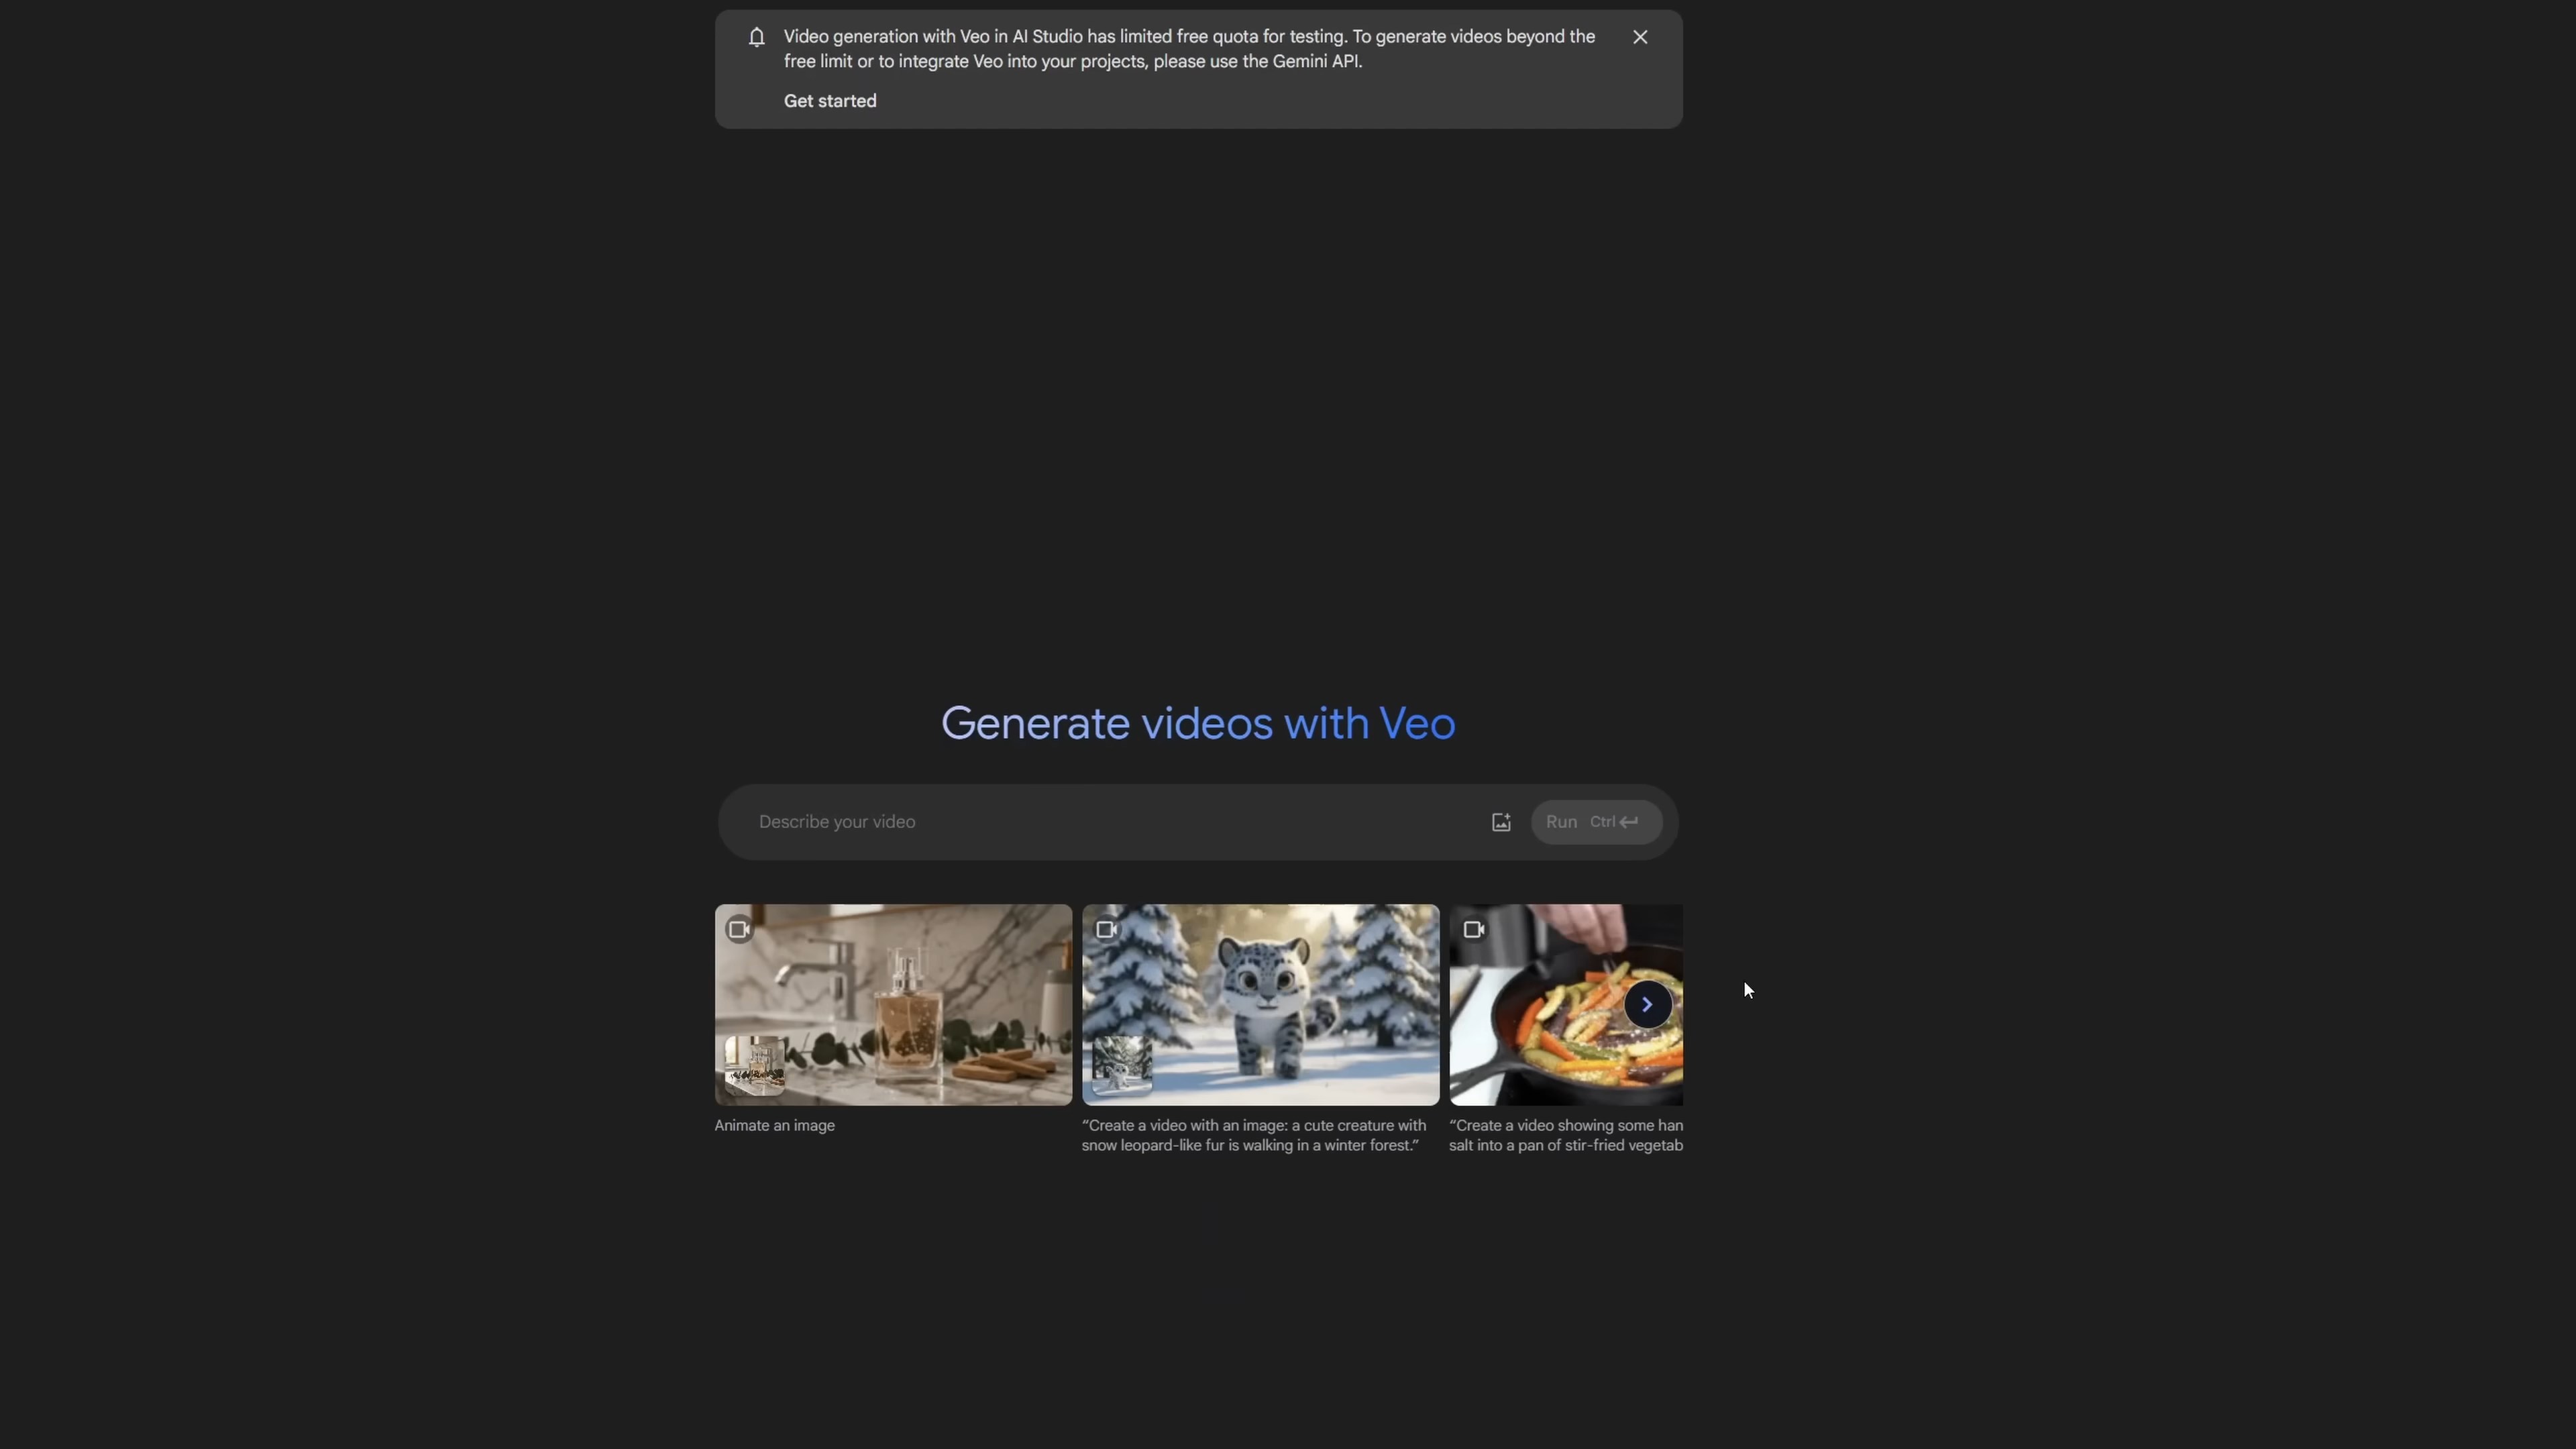 Video generation with Veo in AI Studio has limited free quota for testing. To generate videos beyond the
free limit or to integrate Veo into your projects, please use the Gemini API.
Get started
Generate videos with Veo
Describe your video
Run Ctrl
Animate an image
“Create a video with an image: a cute creature with
snow leopard-like fur is walking in a winter forest.”
“Create a video showing some han
salt into a pan of stir-fried vegetab